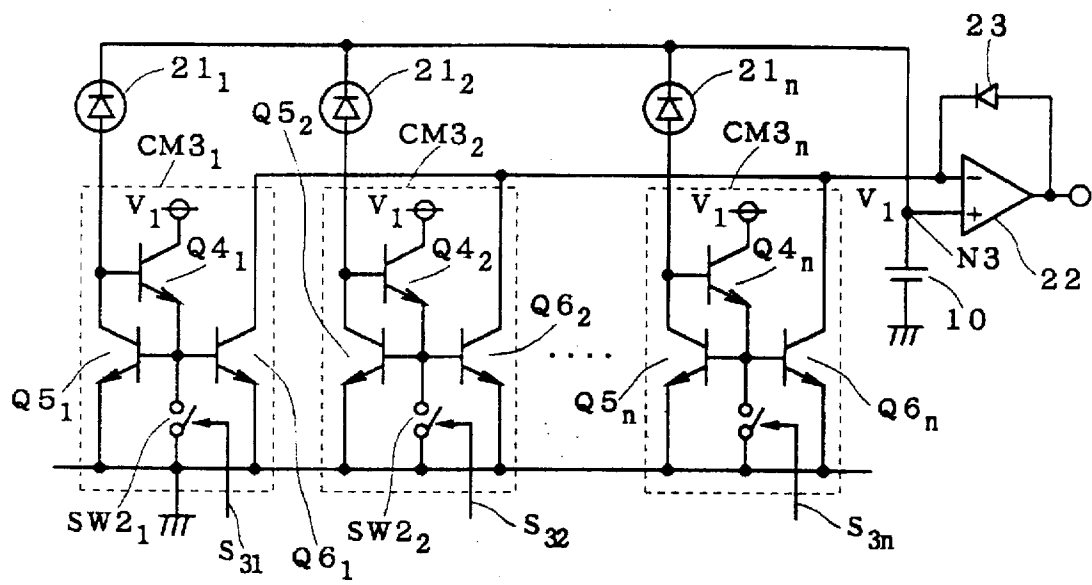 23
21₁
21₂
21ₙ
Q5₂
CM3₁
CM3₂
CM3ₙ
V₁
V₁
V₁
V₁
−
+
Q4₁
Q4₂
Q4ₙ
N3
22
10
Q6₂
Q5₁
Q5ₙ
Q6ₙ
SW2₁
S₃₁
Q6₁
SW2₂
S₃₂
S₃ₙ